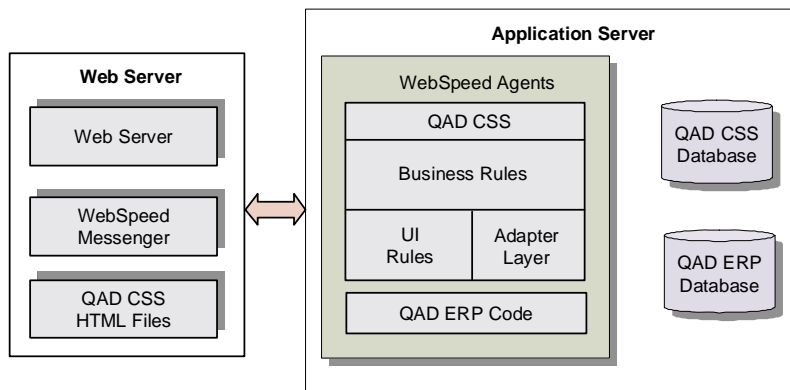 Web Server
Web Server
WebSpeed
Messenger
QAD CSS
HTML Files
Application Server
WebSpeed Agents
QAD CSS
Business Rules
UI
Rules
Adapter
Layer
QAD ERP Code
QAD CSS
Database
QAD ERP
Database